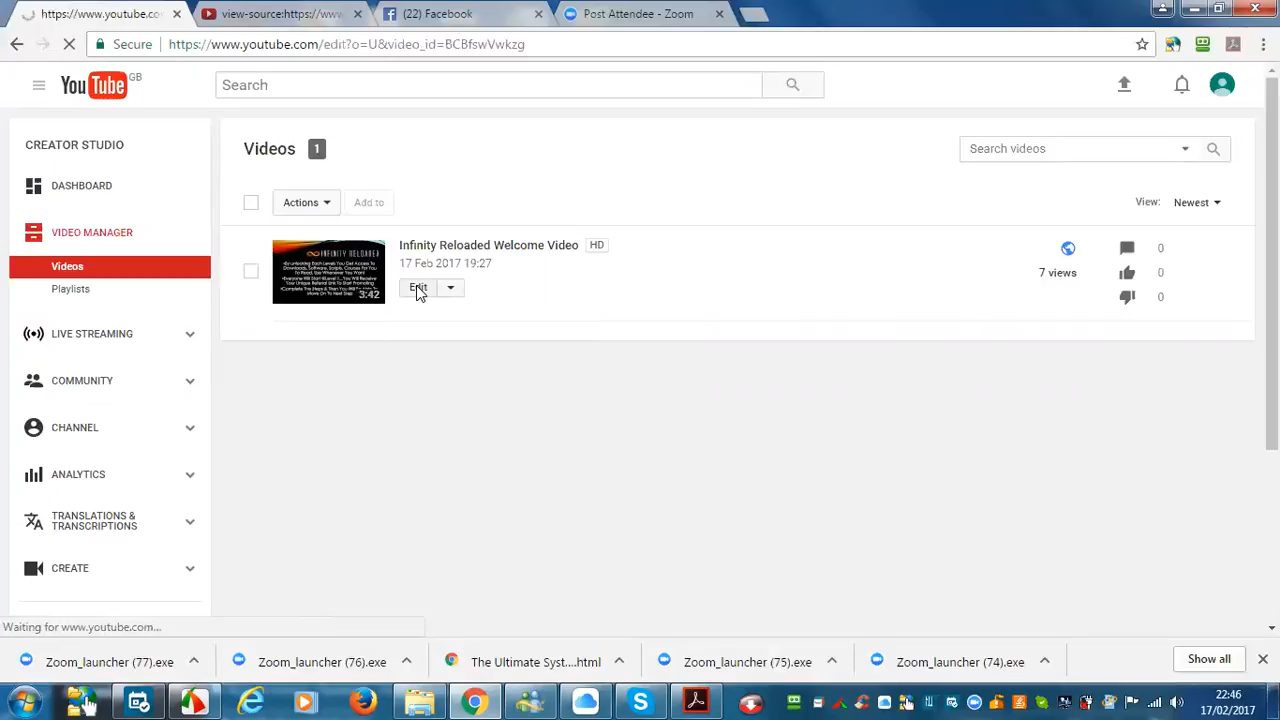 https://www.youtube.com/
view-source:https://www
(22) Facebook
Post Attendee - Zoom
Secure
https://www.youtube.com/edit?o=U&video_id=BCBfswVwkzg
YouTube GB
Search
CREATOR STUDIO
DASHBOARD
VIDEO MANAGER
Videos
Playlists
LIVE STREAMING
COMMUNITY
CHANNEL
ANALYTICS
TRANSLATIONS &
TRANSCRIPTIONS
CREATE
Videos 1
Search videos
Actions
Add to
View: Newest
INFINITY RELOADED
3:42
Infinity Reloaded Welcome Video HD
17 Feb 2017 19:27
7 views
0
0
0
Waiting for www.youtube.com...
Zoom_launcher (77).exe
Zoom_launcher (76).exe
The Ultimate Syst....html
Zoom_launcher (75).exe
Zoom_launcher (74).exe
Show all
22:46
17/02/2017